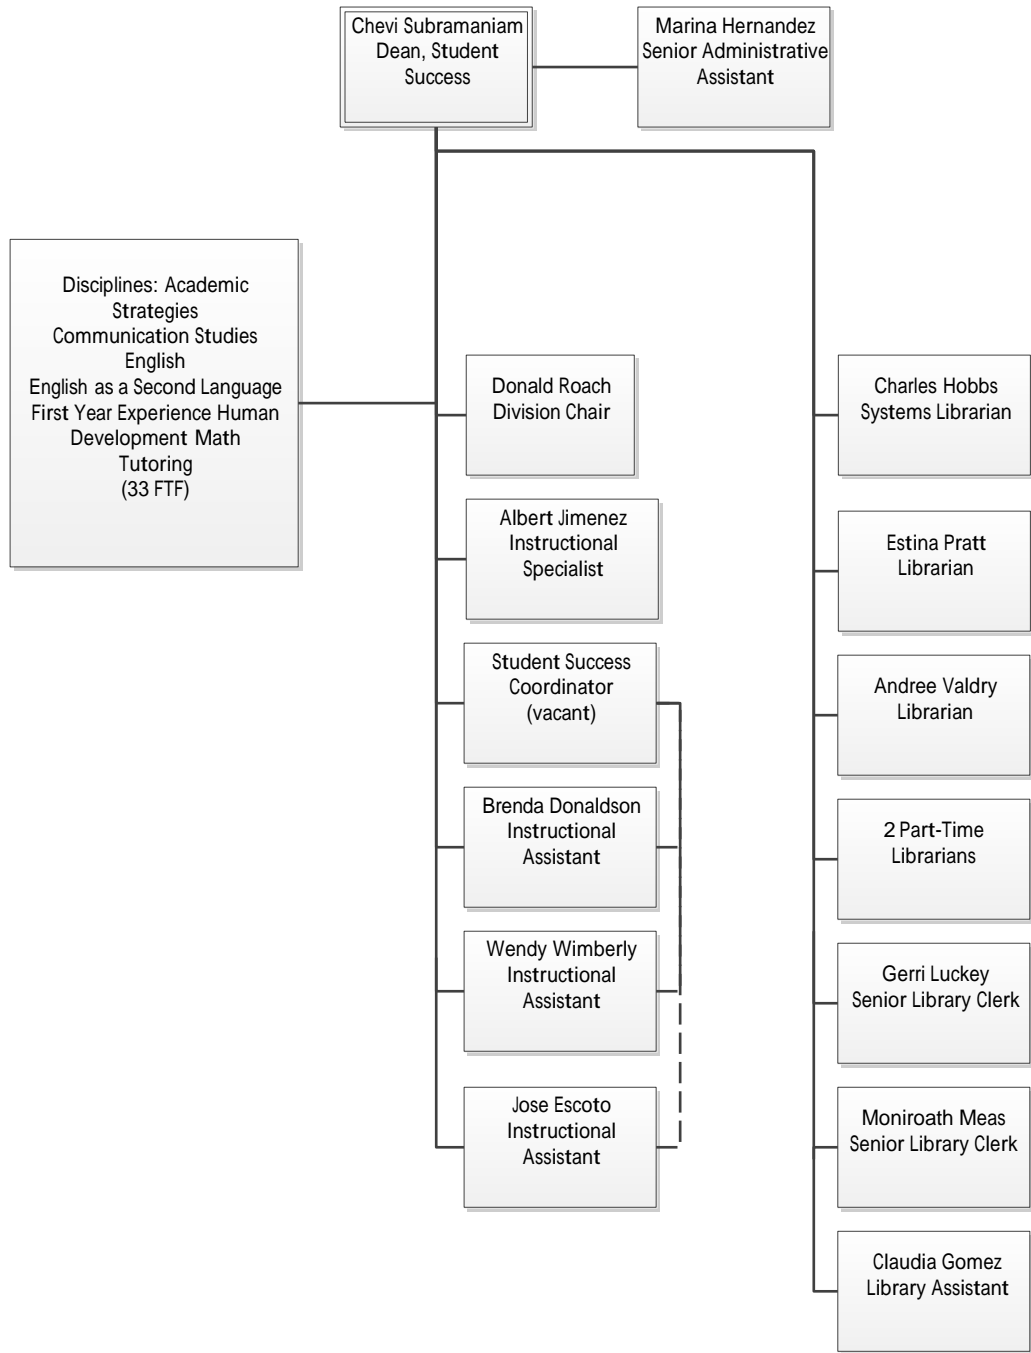 Chevi Subramaniam
Dean, Student
Success
Marina Hernandez
Senior Administrative
Assistant
Disciplines: Academic
Strategies
Communication Studies
English
English as a Second Language
First Year Experience Human
Development Math
Tutoring
(33 FTF)
Donald Roach
Division Chair
Albert Jimenez
Instructional
Specialist
Student Success
Coordinator
(vacant)
Brenda Donaldson
Instructional
Assistant
Wendy Wimberly
Instructional
Assistant
Jose Escoto
Instructional
Assistant
Charles Hobbs
Systems Librarian
Estina Pratt
Librarian
Andree Valdry
Librarian
2 Part-Time
Librarians
Gerri Luckey
Senior Library Clerk
Moniroath Meas
Senior Library Clerk
Claudia Gomez
Library Assistant